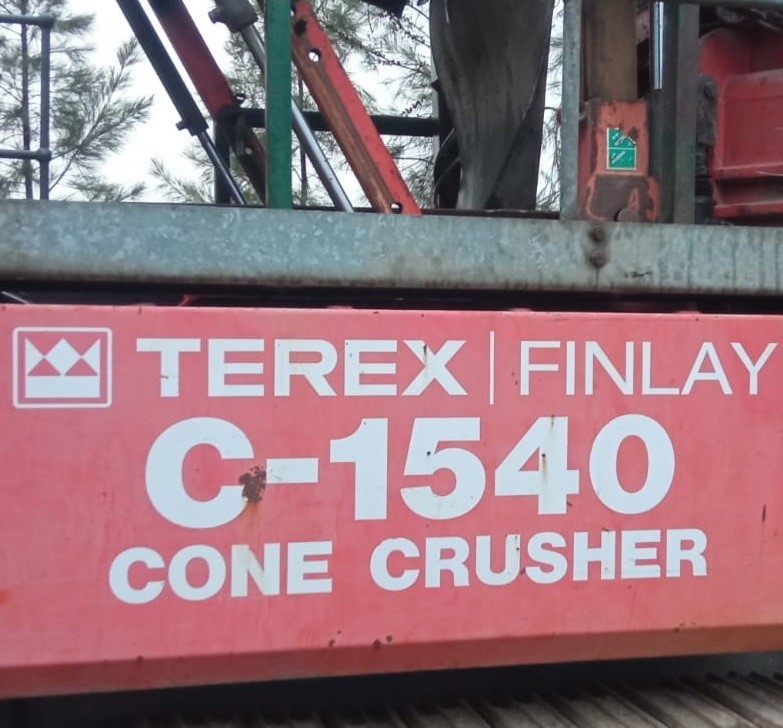 TEREX | FINLAY
C-1540
CONE CRUSHER